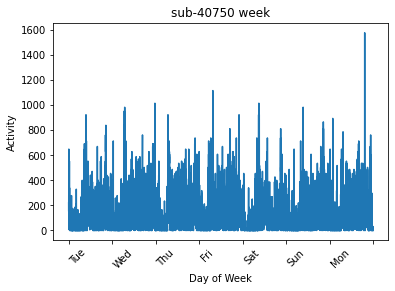 sub-40750 week
1600
1400
1200
1000
800
600
400
200
0
Activity
Tue
Wed
Thu
Fri
Sat
Sun
Mon
Day of Week